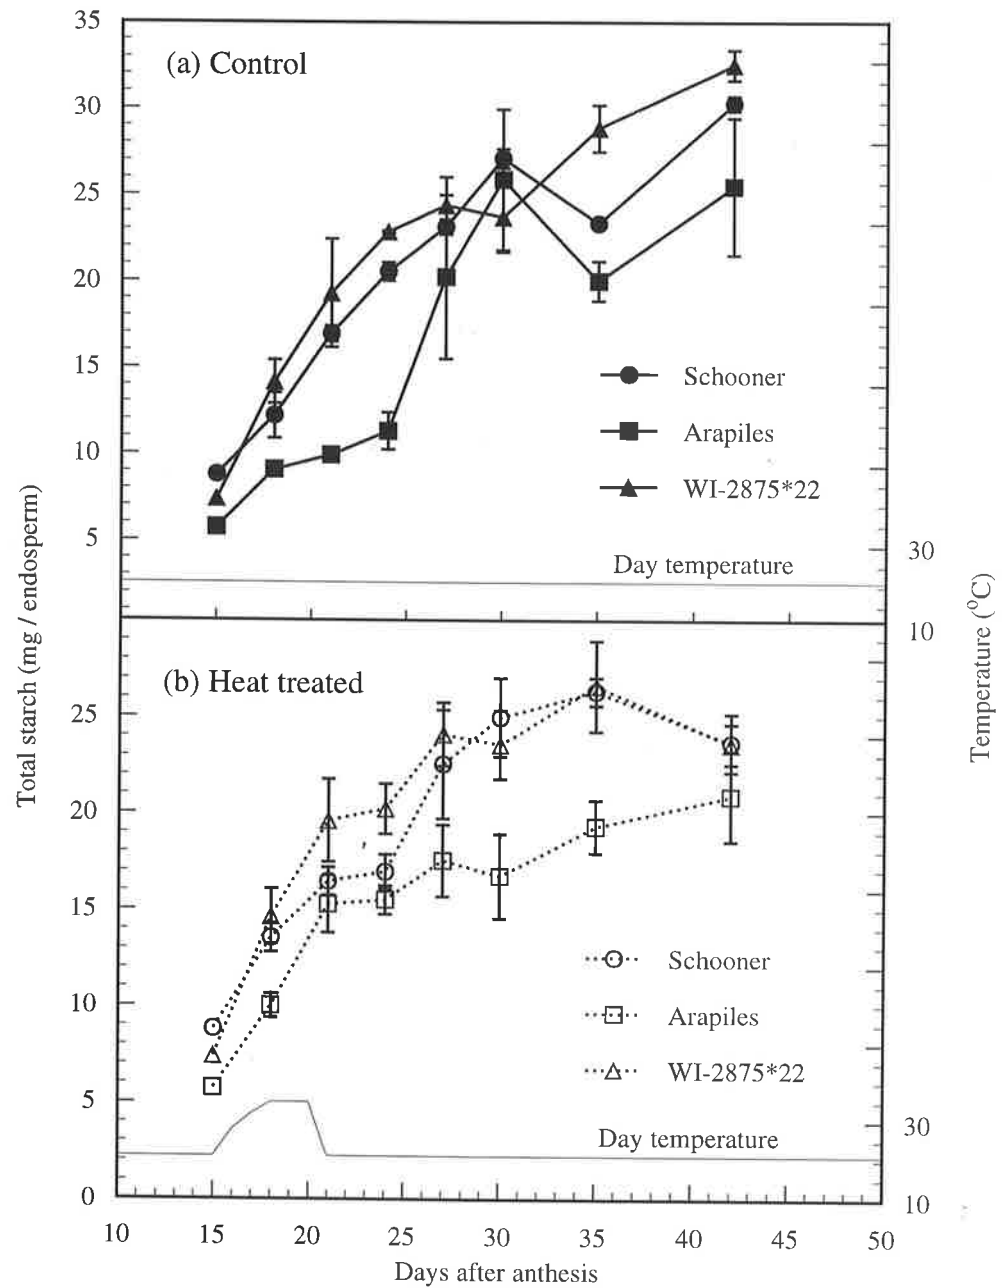 35
(a) Control
30
25
20
15
Schooner
10
Arapiles
WI-2875*22
5
Day temperature
30
10
Total starch (mg / endosperm)
Temperature (°C)
(b) Heat treated
25
20
15
Schooner
10
Arapiles
WI-2875*22
5
Day temperature
30
0
10
10 15 20 25 30 35 40 45 50
Days after anthesis